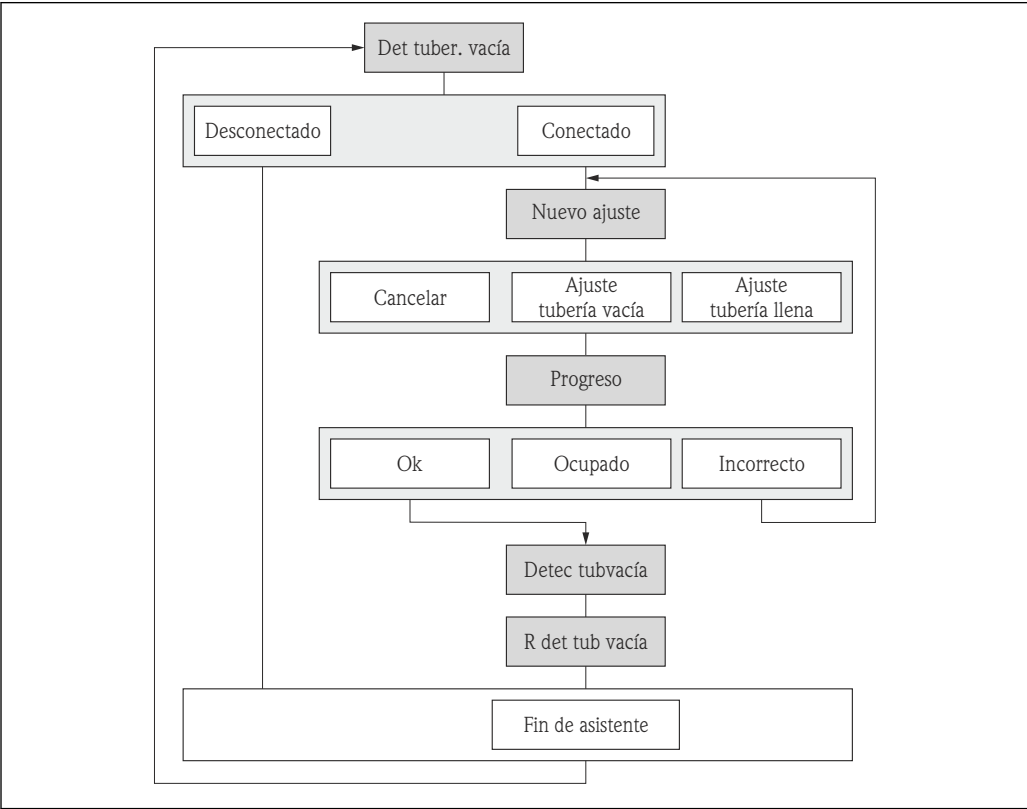 Det tuber. vacía
Desconectado
Conectado
Nuevo ajuste
Cancelar
Ajuste
tubería vacía
Ajuste
tubería llena
Progreso
Ok
Ocupado
Incorrecto
Detec tubvacía
R det tub vacía
Fin de asistente